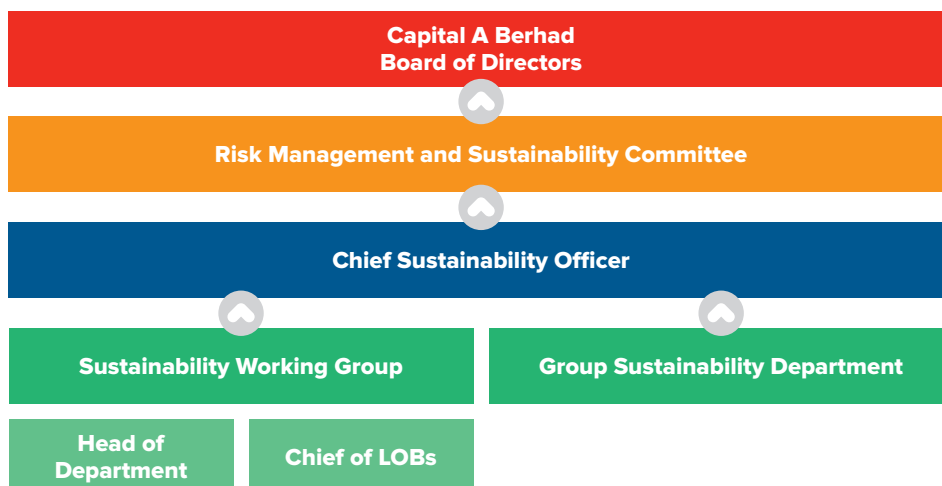 Capital A Berhad
Board of Directors
Risk Management and Sustainability Committee
Chief Sustainability Officer
Sustainability Working Group
Group Sustainability Department
Head of
Department
Chief of LOBs